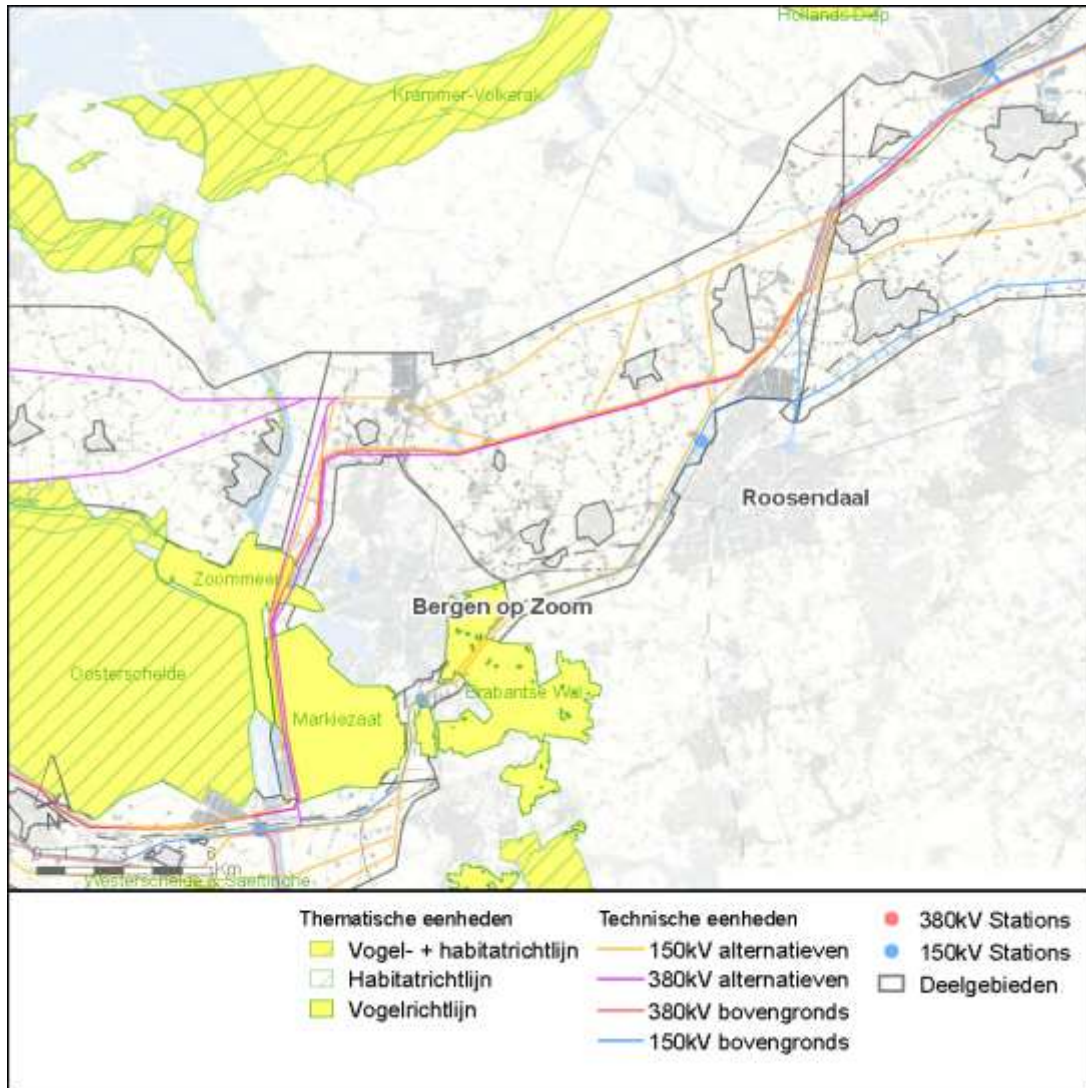 Hollands Diep
Krammer-Volkerak
Roosendaal
Zoommeer
Bergen op Zoom
Oosterschelde
Markiezaat
Brabantse Wal
N
6
Km
Westerschelde & Saeftinghe
Thematische eenheden
Vogel- + habitatrichtlijn
Habitatrichtlijn
Vogelrichtlijn
Technische eenheden
150kV alternatieven
380kV alternatieven
380kV bovengronds
150kV bovengronds
380kV Stations
150kV Stations
Deelgebieden